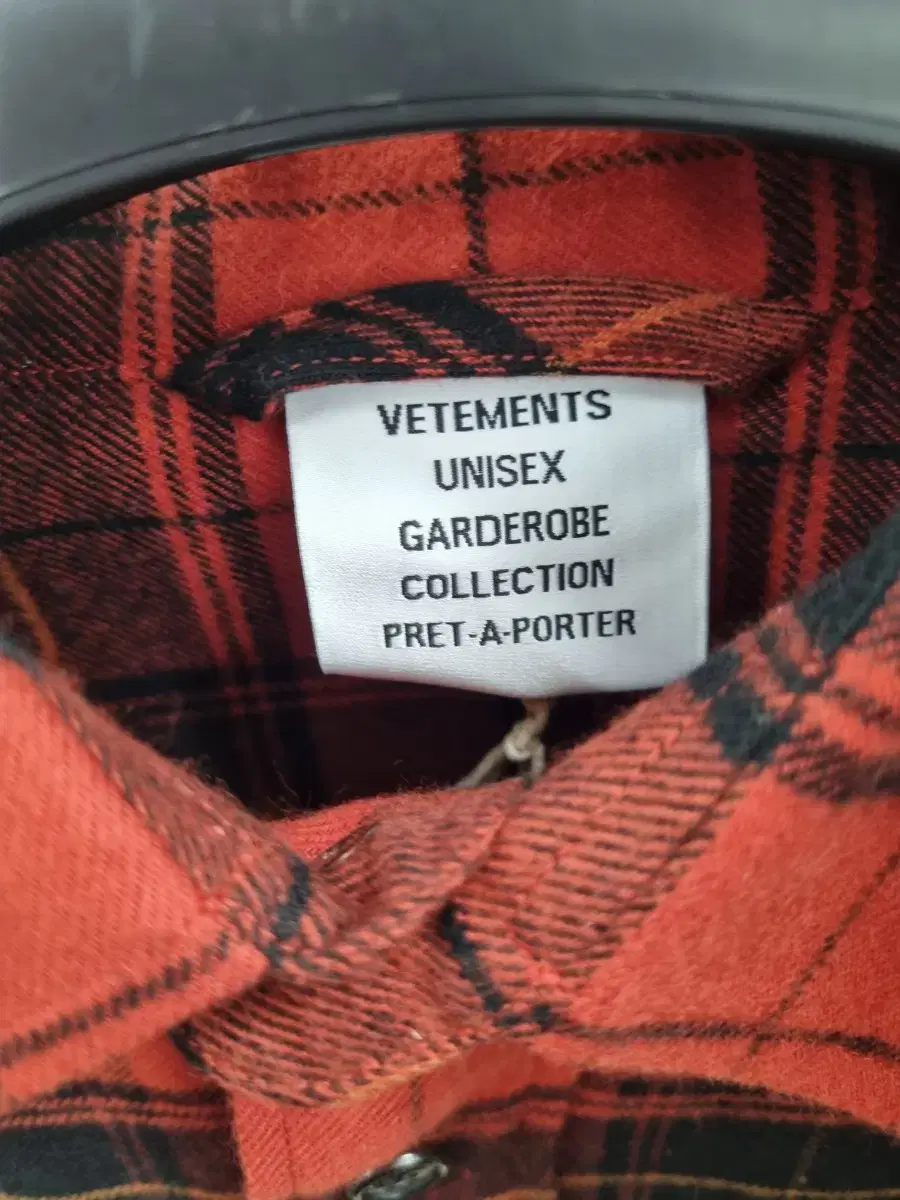 VETEMENTS
UNISEX
GARDEROBE
COLLECTION
PRET-A-PORTER